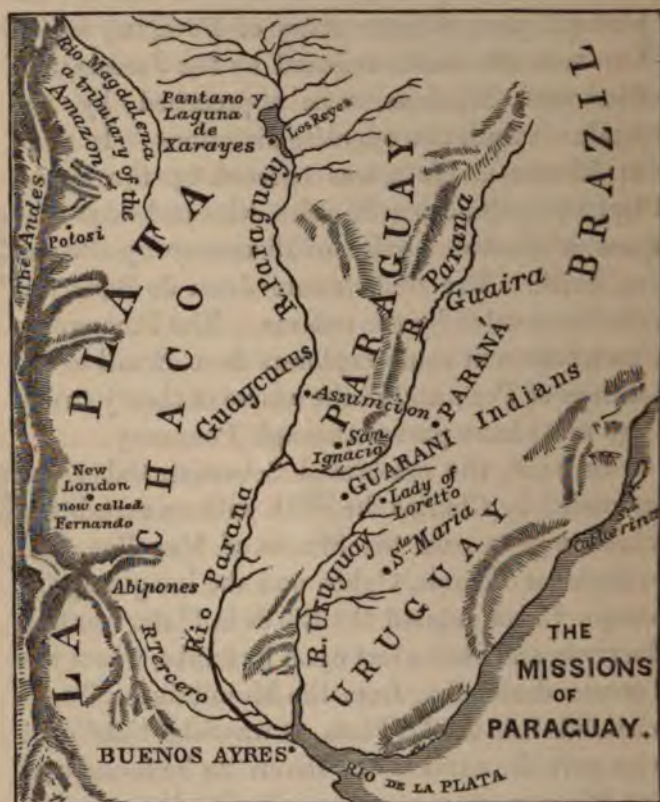 Rio Magdalena
a tributary of the
Amazon
Pantano y
Laguna
de
Xarayes
Los Reyes
BRAZIL
The Andes
Potosi
LA PLATA
CHACO
R. Paraguay
PARAGUAY
R. Parana
Guaira
Guaycurus
Assumcion
PARANÁ
San
Ignacio
GUARANI Indians
New
London
now called
Fernando
Lady of
Loretto
Sta Maria
Sta
Catherina
Abipones
Rio Parana
R. Uruguay
URUGUAY
R Tercero
THE
MISSIONS
OF
PARAGUAY.
BUENOS AYRES
RIO DE LA PLATA